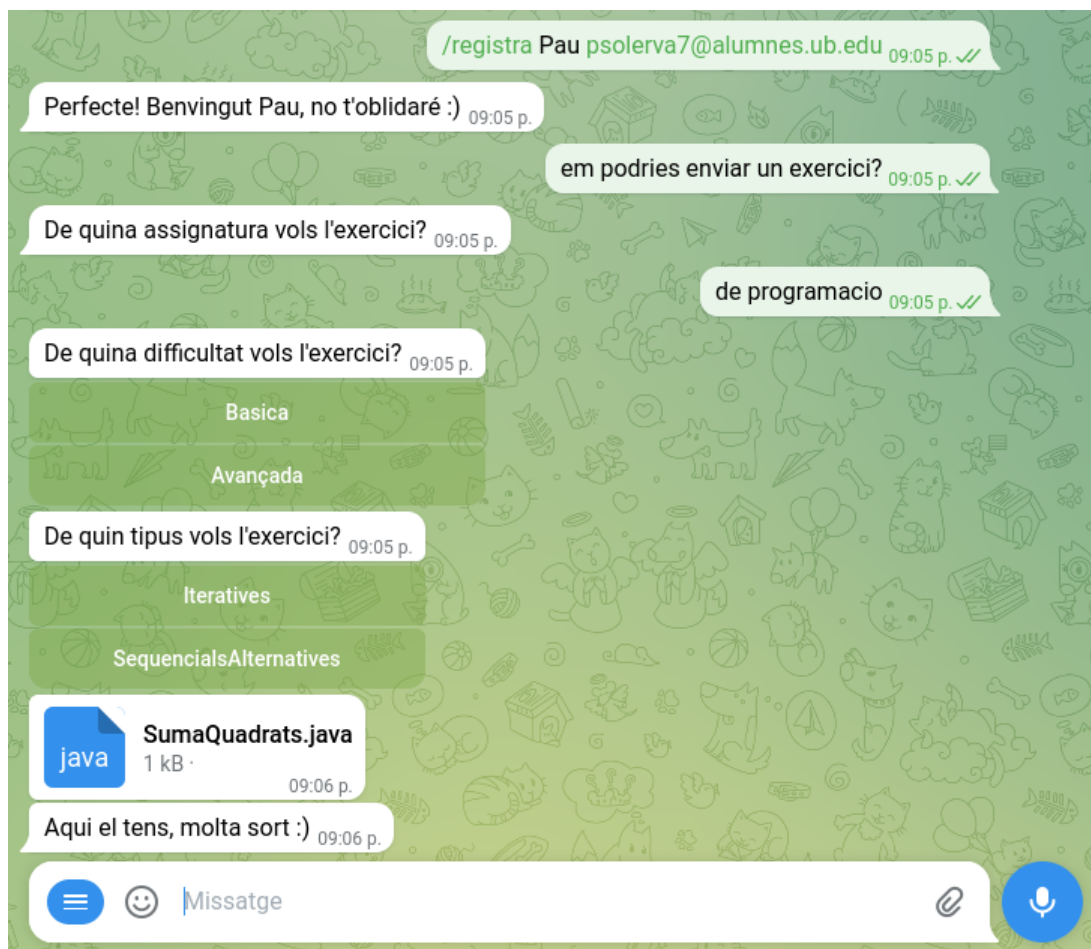 /registra Pau psolerva7@alumnes.ub.edu 09:05 p.
Perfecte! Benvingut Pau, no t'oblidaré :) 09:05 p.
em podries enviar un exercici? 09:05 p.
De quina assignatura vols l'exercici? 09:05 p.
de programacio 09:05 p.
De quina difficultat vols l'exercici? 09:05 p.
Basica
Avançada
De quin tipus vols l'exercici? 09:05 p.
Iteratives
SequencialsAlternatives
java SumaQuadrats.java
1 kB ·
09:06 p.
Aqui el tens, molta sort :) 09:06 p.
Missatge